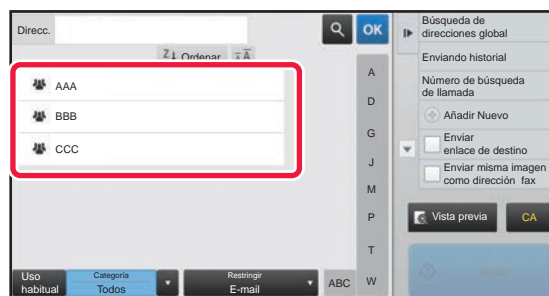 Direcc.
OK
Z Ordenar A
AAA
BBB
CCC
A
D
G
J
M
P
T
W
Uso
habitual
Categoría
Todos
Restringir
E-mail
ABC
Búsqueda de
direcciones global
Enviando historial
Número de búsqueda
de llamada
Añadir Nuevo
Enviar
enlace de destino
Enviar misma imagen
como dirección fax
Vista previa
CA